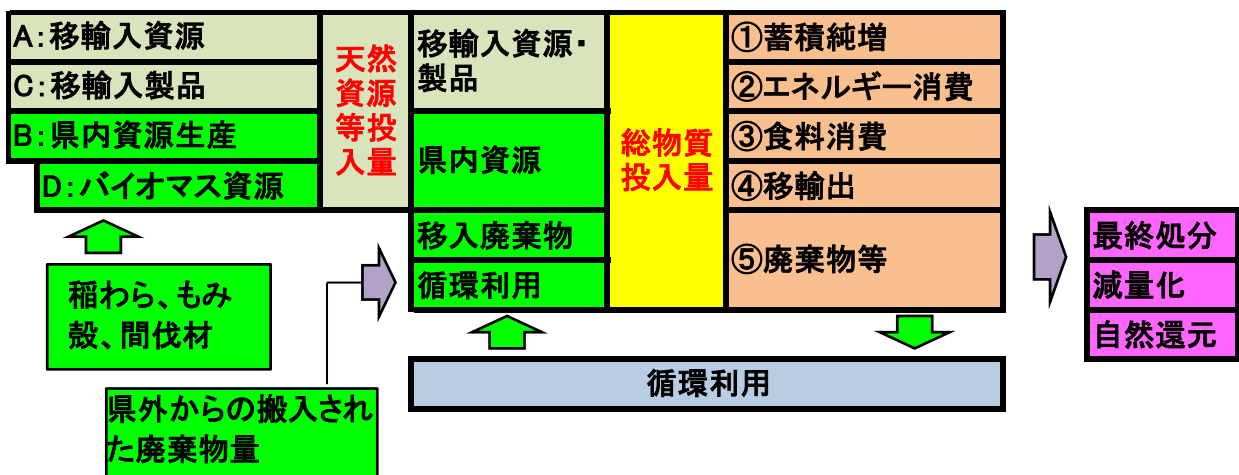 A:移輸入資源
C:移輸入製品
B:県内資源生産
D:バイオマス資源
天然
資源
等投
入量
移輸入資源・
製品
県内資源
移入廃棄物
循環利用
総物質
投入量
①蓄積純増
②エネルギー消費
③食料消費
④移輸出
⑤廃棄物等
最終処分
減量化
自然還元
稲わら、もみ
殻、間伐材
循環利用
県外からの搬入され
た廃棄物量